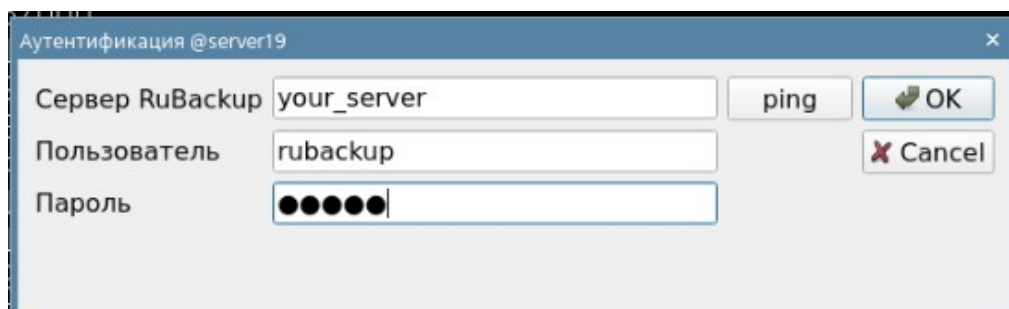 Аутентификация @server19 ×
Сервер RuBackup your_server ping OK
Пользователь rubackup Cancel
Пароль ●●●●●